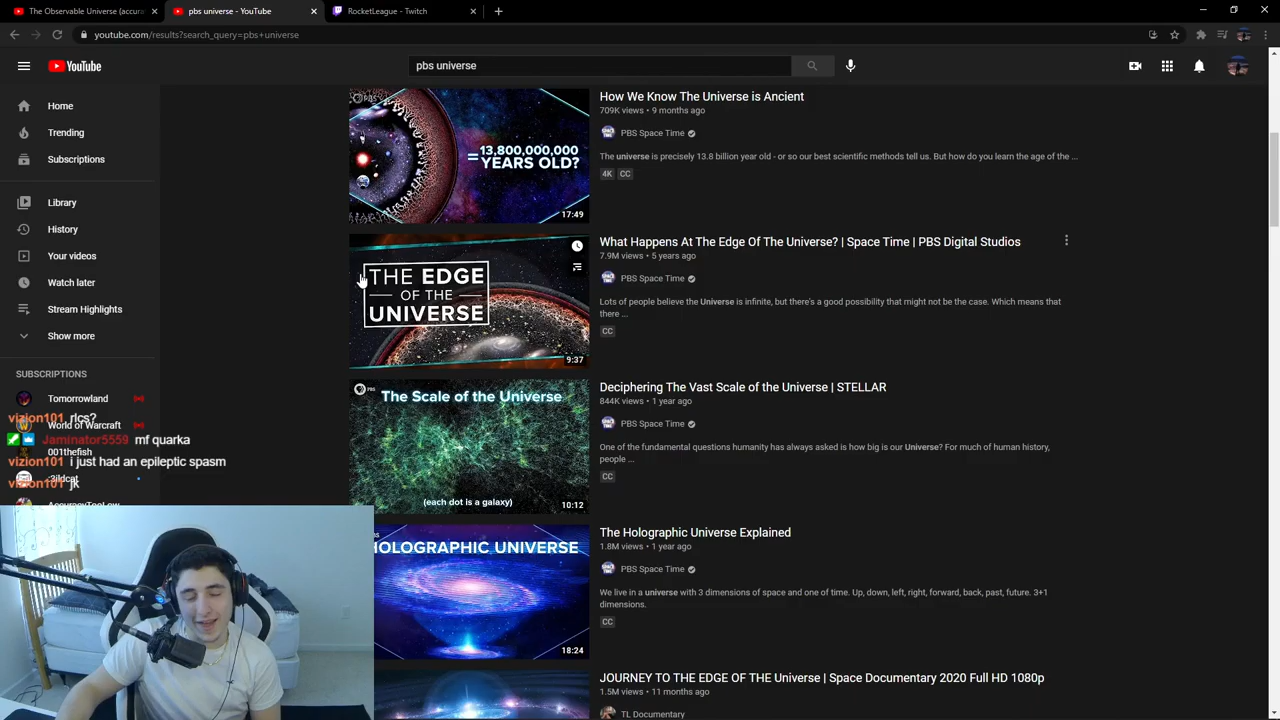 The Observable Universe (accura
pbs universe - YouTube
RocketLeague - Twitch
youtube.com/results?search_query=pbs+universe
YouTube
pbs universe
Home
Trending
Subscriptions
Library
History
Your videos
Watch later
Stream Highlights
Show more
SUBSCRIPTIONS
Tomorrowland
vizion101 rlcs?
World of Warcraft
Jaminator5559 mf quarka
001thefish
vizion101 i just had an epileptic spasm
3ildcat
vizion101 jk
PBS
= 13,800,000,000
YEARS OLD?
17:49
How We Know The Universe is Ancient
709K views • 9 months ago
PBS Space Time
The universe is precisely 13.8 billion year old - or so our best scientific methods tell us. But how do you learn the age of the ...
4K CC
THE EDGE
OF THE
UNIVERSE
9:37
What Happens At The Edge Of The Universe? | Space Time | PBS Digital Studios
7.9M views • 5 years ago
PBS Space Time
Lots of people believe the Universe is infinite, but there's a good possibility that might not be the case. Which means that
there ...
CC
PBS
The Scale of the Universe
(each dot is a galaxy)
10:12
Deciphering The Vast Scale of the Universe | STELLAR
844K views • 1 year ago
PBS Space Time
One of the fundamental questions humanity has always asked is how big is our Universe? For much of human history,
people ...
CC
HOLOGRAPHIC UNIVERSE
18:24
The Holographic Universe Explained
1.8M views • 1 year ago
PBS Space Time
We live in a universe with 3 dimensions of space and one of time. Up, down, left, right, forward, back, past, future. 3+1
dimensions.
CC
JOURNEY TO THE EDGE OF THE Universe | Space Documentary 2020 Full HD 1080p
1.5M views • 11 months ago
TL Documentary